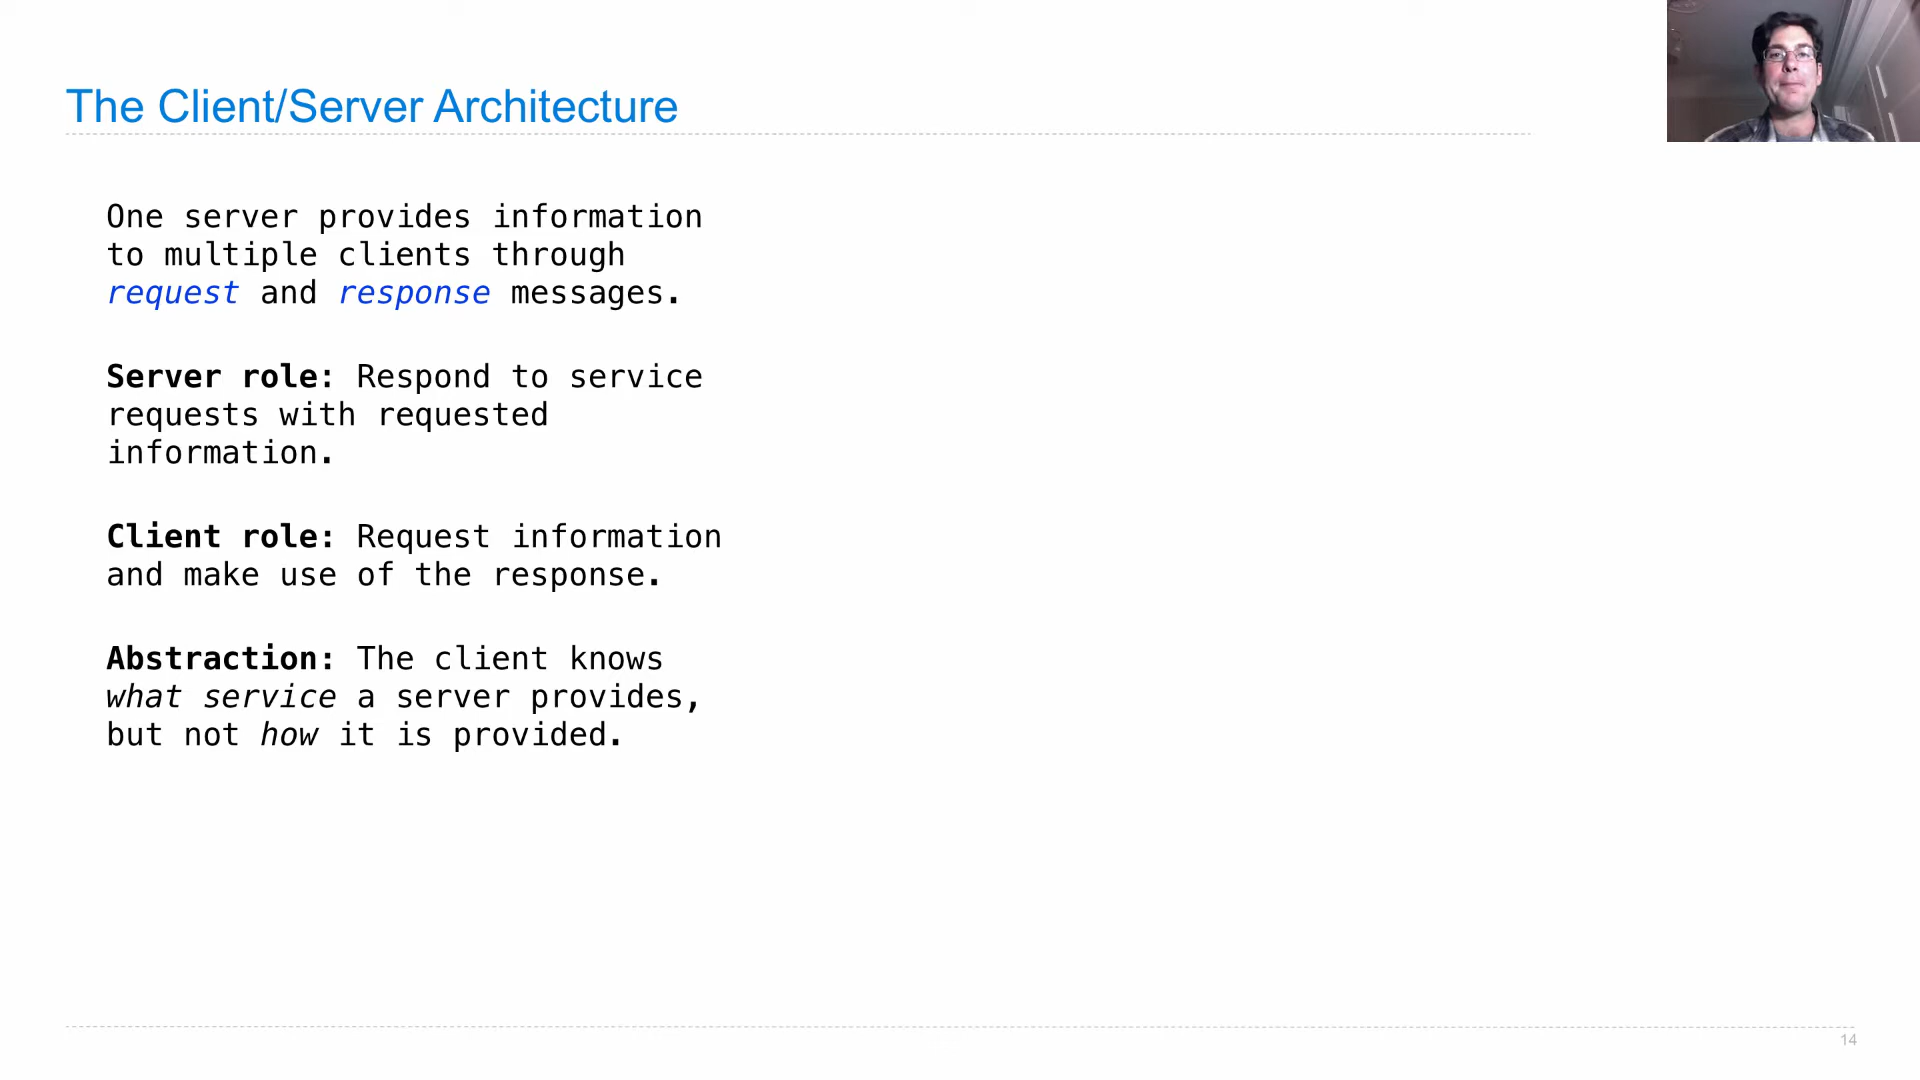 The Client/Server Architecture
One server provides information
to multiple clients through
request and response messages.
Server role: Respond to service
requests with requested
information.
Client role: Request information
and make use of the response.
Abstraction: The client knows
what service a server provides,
but not how it is provided.
14